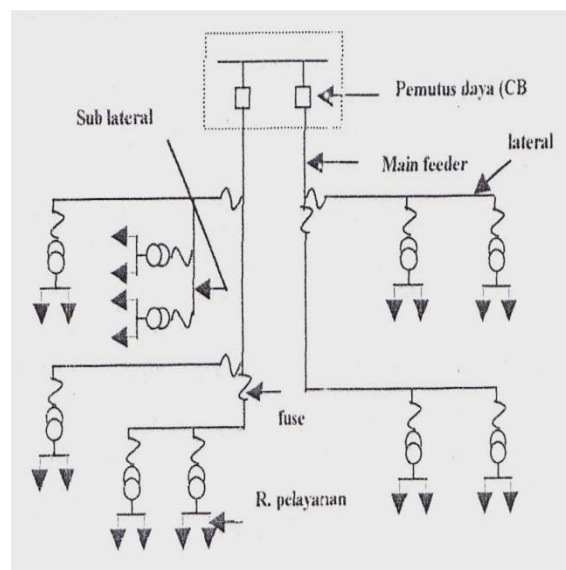 Pemutus daya (CB
Sub lateral
lateral
Main feeder
fuse
R. pelayanan